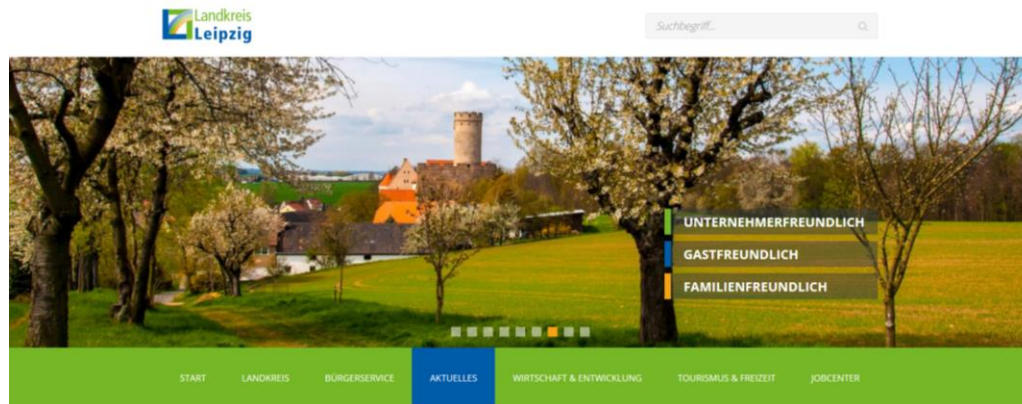 Landkreis
Leipzig
Suchbegriff...
UNTERNEHMERFREUNDLICH
GASTFREUNDLICH
FAMILIENFREUNDLICH
START LANDKREIS BÜRGERSERVICE AKTUELLES WIRTSCHAFT & ENTWICKLUNG TOURISMUS & FREIZEIT JOBCENTER